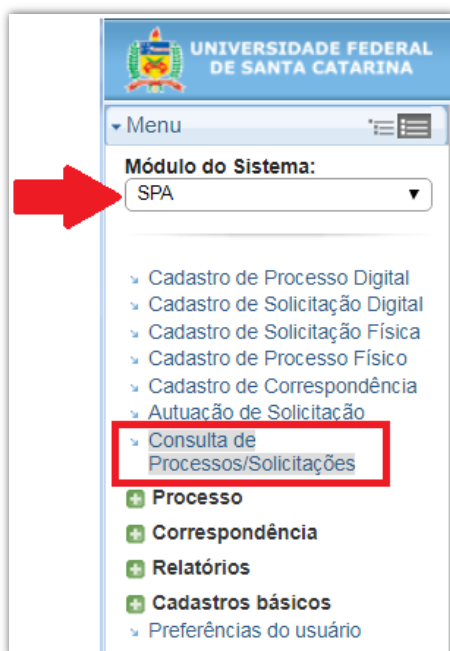 UNIVERSIDADE FEDERAL
DE SANTA CATARINA
Menu
Módulo do Sistema:
SPA
Cadastro de Processo Digital
Cadastro de Solicitação Digital
Cadastro de Solicitação Física
Cadastro de Processo Físico
Cadastro de Correspondência
Autuação de Solicitação
Consulta de
Processos/Solicitações
Processo
Correspondência
Relatórios
Cadastros básicos
Preferências do usuário